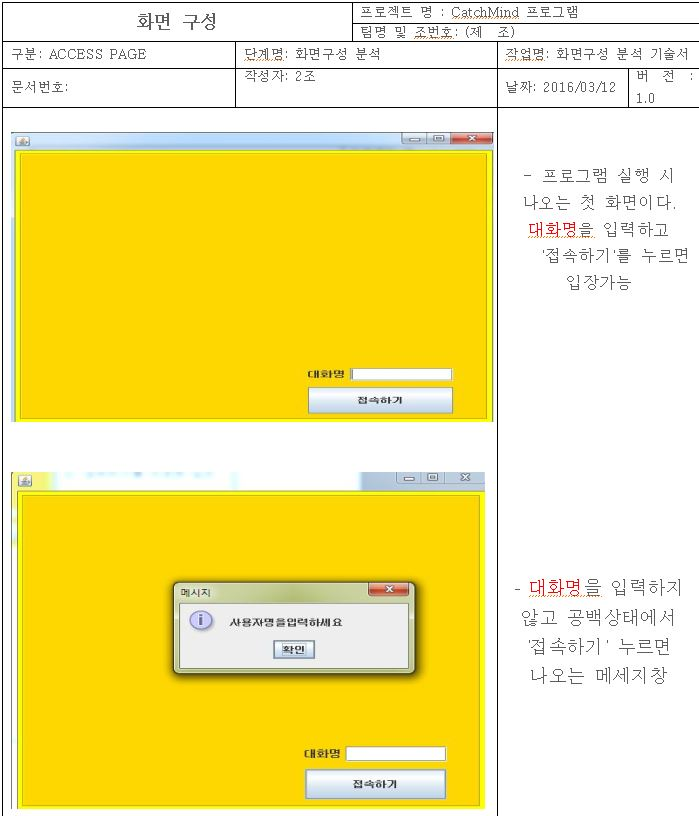 화면 구성
프로젝트 명 : CatchMind 프로그램
팀명 및 조번호: (제 조)
구분: ACCESS PAGE
단계명: 화면구성 분석
작업명: 화면구성 분석 기술서
문서번호:
작성자: 2조
날짜: 2016/03/12
버 전 :
1.0
- 프로그램 실행 시
나오는 첫 화면이다.
대화명을 입력하고
'접속하기'를 누르면
입장가능
대화명
접속하기
메시지
사용자명을입력하세요
확인
- 대화명을 입력하지
않고 공백상태에서
'접속하기' 누르면
나오는 메세지창
대화명
접속하기